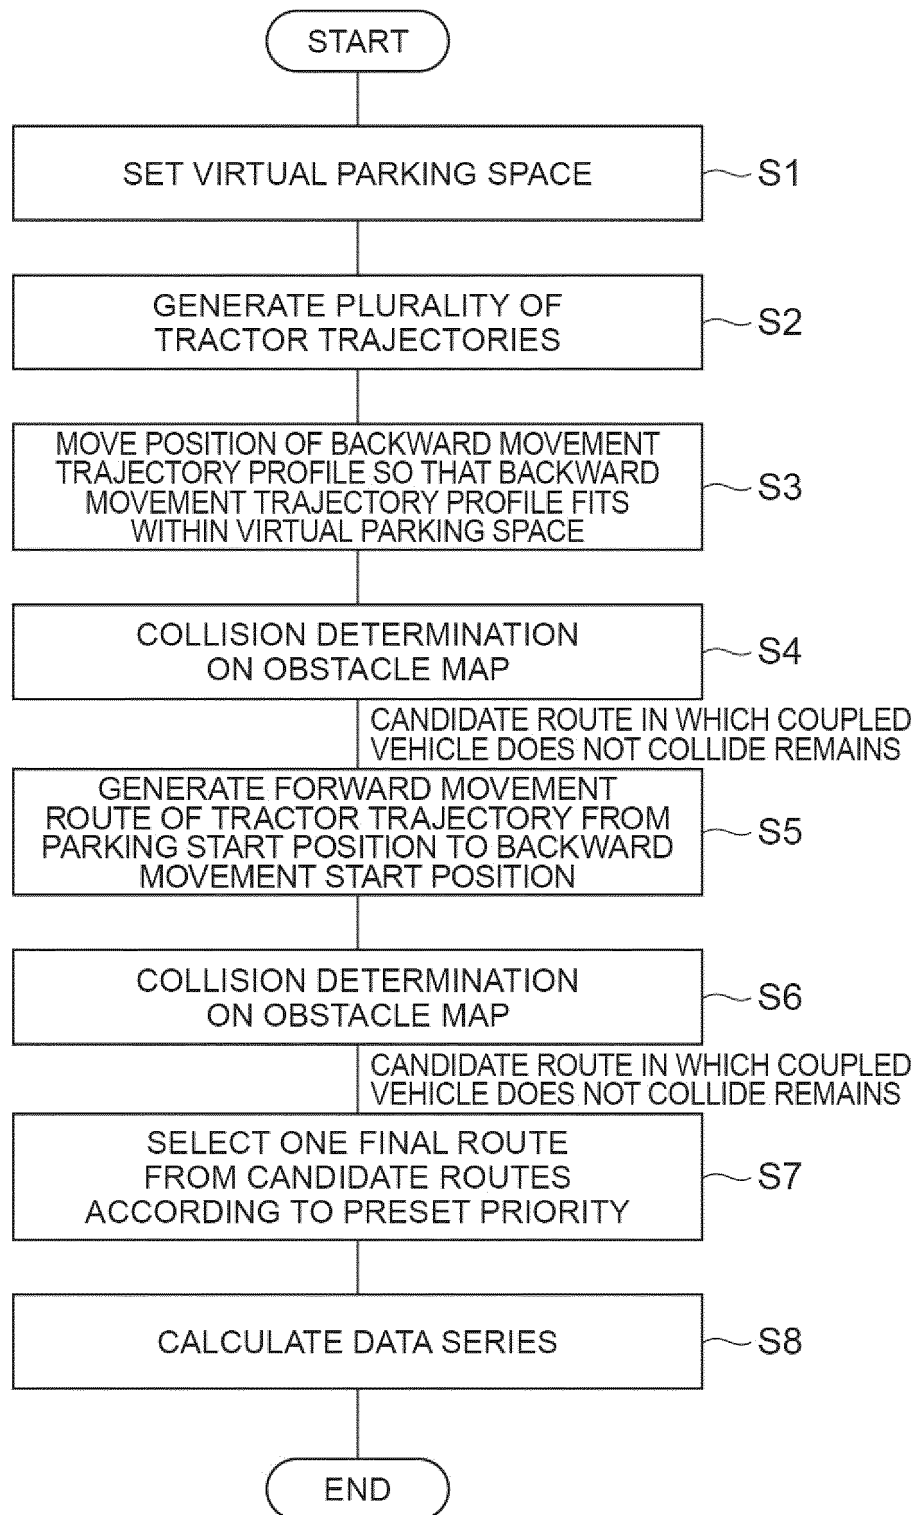 START
SET VIRTUAL PARKING SPACE
S1
GENERATE PLURALITY OF
TRACTOR TRAJECTORIES
S2
MOVE POSITION OF BACKWARD MOVEMENT
TRAJECTORY PROFILE SO THAT BACKWARD
MOVEMENT TRAJECTORY PROFILE FITS
WITHIN VIRTUAL PARKING SPACE
S3
COLLISION DETERMINATION
ON OBSTACLE MAP
S4
CANDIDATE ROUTE IN WHICH COUPLED
VEHICLE DOES NOT COLLIDE REMAINS
GENERATE FORWARD MOVEMENT
ROUTE OF TRACTOR TRAJECTORY FROM
PARKING START POSITION TO BACKWARD
MOVEMENT START POSITION
S5
COLLISION DETERMINATION
ON OBSTACLE MAP
S6
CANDIDATE ROUTE IN WHICH COUPLED
VEHICLE DOES NOT COLLIDE REMAINS
SELECT ONE FINAL ROUTE
FROM CANDIDATE ROUTES
ACCORDING TO PRESET PRIORITY
S7
CALCULATE DATA SERIES
S8
END